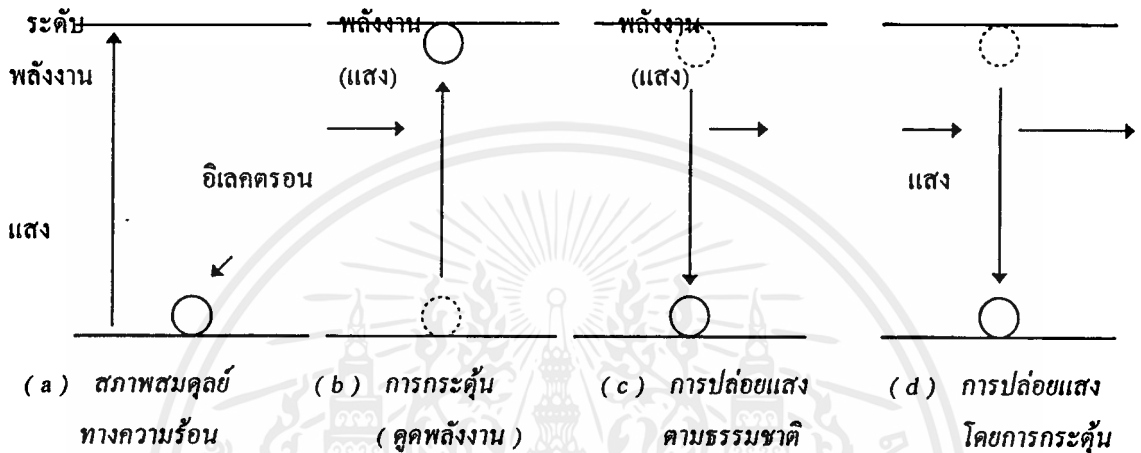 ระดับ
พลังงาน
แสง
อิเลคตรอน
พลังงาน
(แสง)
พลังงาน
(แสง)
แสง
(a) สภาพสมดุลย์
ทางความร้อน
(b) การกระตุ้น
(ดูดพลังงาน)
(c) การปล่อยแสง
ตามธรรมชาติ
(d) การปล่อยแสง
โดยการกระตุ้น